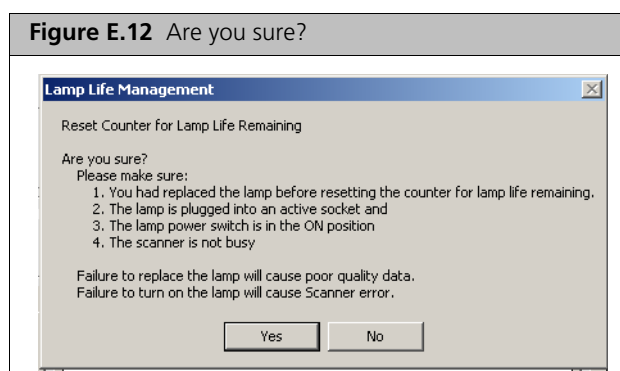 Figure E.12 Are you sure?
Lamp Life Management
Reset Counter for Lamp Life Remaining
Are you sure?
Please make sure:
1. You had replaced the lamp before resetting the counter for lamp life remaining.
2. The lamp is plugged into an active socket and
3. The lamp power switch is in the ON position
4. The scanner is not busy
Failure to replace the lamp will cause poor quality data.
Failure to turn on the lamp will cause Scanner error.
Yes No